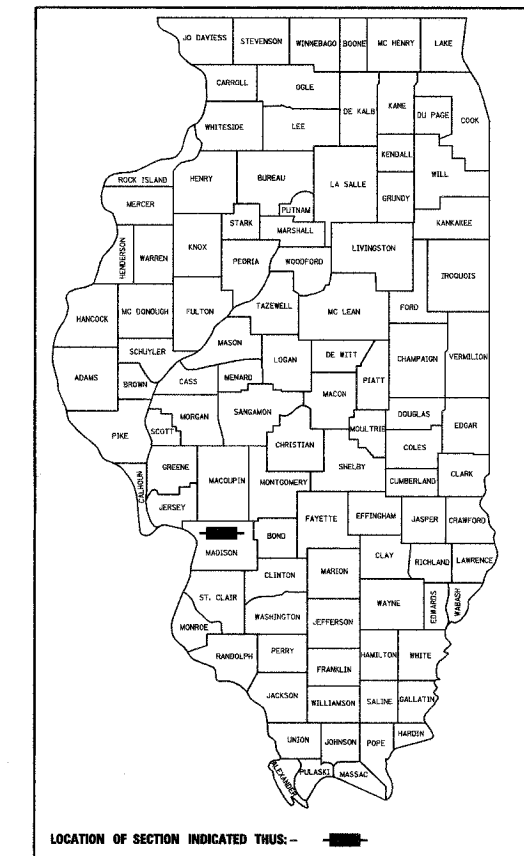 JO DAVIESS STEVENSON WINNEBAGO BOONE MC HENRY LAKE
CARROLL OGLE DE KALB KANE DU PAGE COOK
WHITESIDE LEE KENDALL WILL
ROCK ISLAND HENRY BUREAU LA SALLE GRUNDY
MERCER PUTNAM KANKAKEE
HENDERSON WARREN KNOX STARK MARSHALL LIVINGSTON
PEORIA WOODFORD IROQUOIS
HANCOCK MC DONOUGH FULTON TAZEWELL MC LEAN FORD
SCHUYLER MASON LOGAN DE WITT CHAMPAIGN VERMILION
ADAMS BROWN CASS MENARD MACON PIATT
MORGAN SANGAMON DOUGLAS EDGAR
PIKE SCOTT CHRISTIAN MOULTRIE COLES
GREENE MACOUPIN MONTGOMERY SHELBY CUMBERLAND CLARK
CALHOUN JERSEY FAYETTE EFFINGHAM JASPER CRAWFORD
MADISON BOND CLAY RICHLAND LAWRENCE
CLINTON MARION
ST. CLAIR WASHINGTON JEFFERSON WAYNE EDWARDS WABASH
MONROE
RANDOLPH PERRY FRANKLIN HAMILTON WHITE
JACKSON WILLIAMSON SALINE GALLATIN
UNION JOHNSON POPE HARDIN
ALEXANDER PULASKI MASSAC
LOCATION OF SECTION INDICATED THUS: -